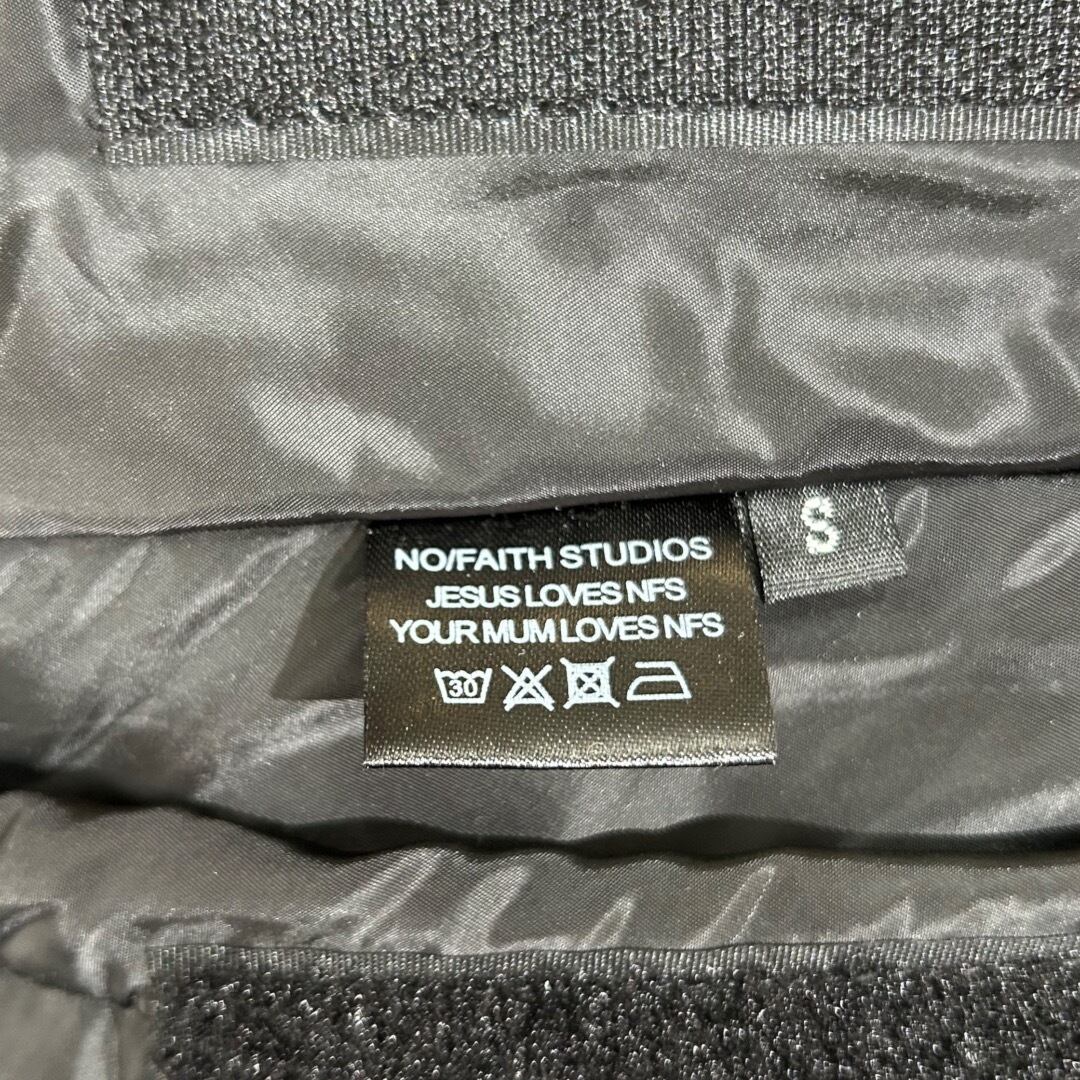 NO/FAITH STUDIOS
JESUS LOVES NFS
YOUR MUM LOVES NFS
30
S